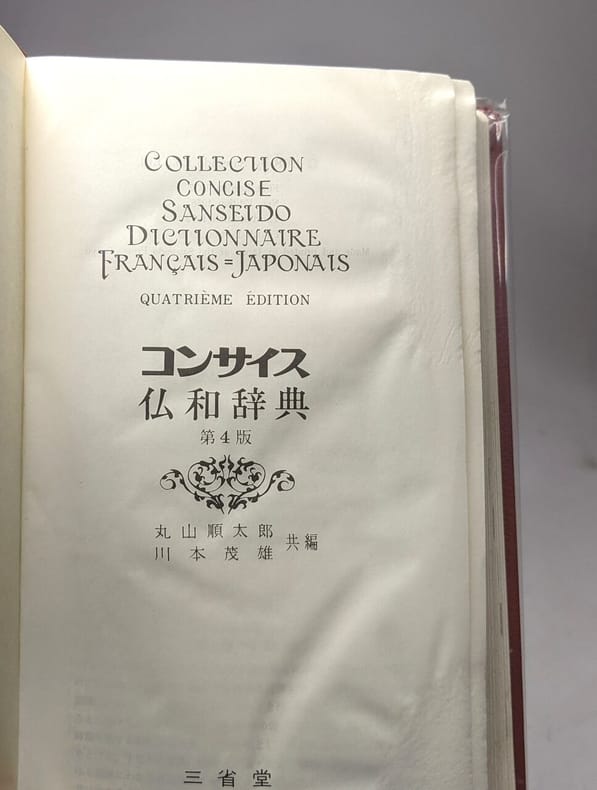 COLLECTION
CONCISE
SANSEIDO
DICTIONNAIRE
FRANÇAIS=JAPONAIS
QUATRIÈME ÉDITION
コンサイス
仏和辞典
第4版
丸山順太郎
川本茂雄 共編
三省堂